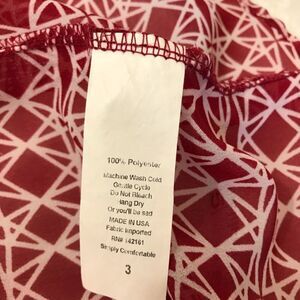 100% Polyester
Machine Wash Cold
Gentle Cycle
Do Not Bleach
Hang Dry
Or you'll be sad
MADE IN USA
Fabric Imported
RN# 142161
Simply Comfortable
3